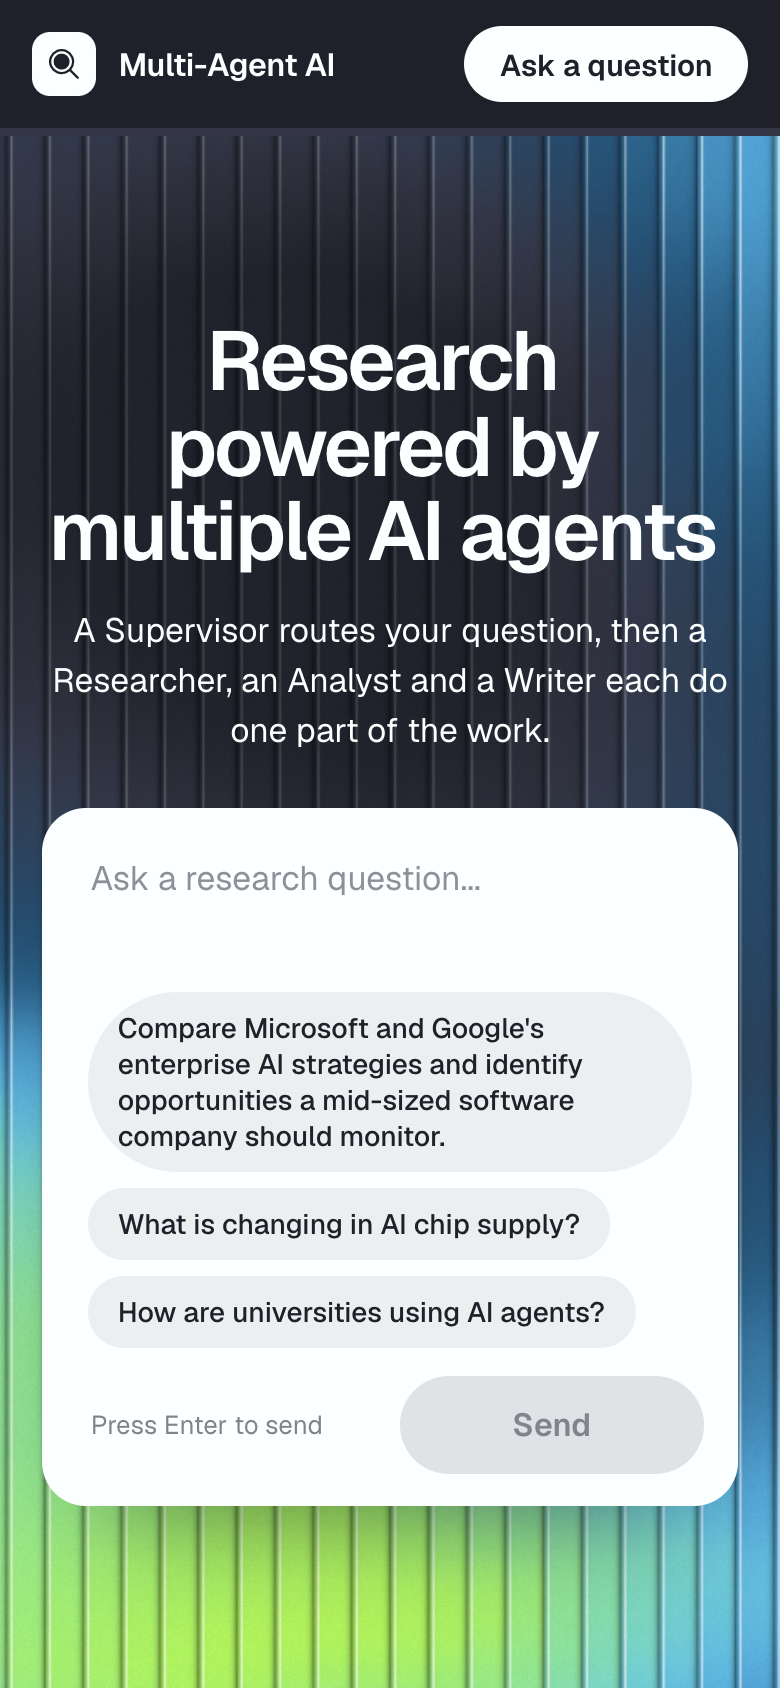 Multi-Agent AI
Ask a question
Research
powered by
multiple AI agents
A Supervisor routes your question, then a
Researcher, an Analyst and a Writer each do
one part of the work.
Ask a research question...
Compare Microsoft and Google's
enterprise AI strategies and identify
opportunities a mid-sized software
company should monitor.
What is changing in AI chip supply?
How are universities using AI agents?
Press Enter to send
Send